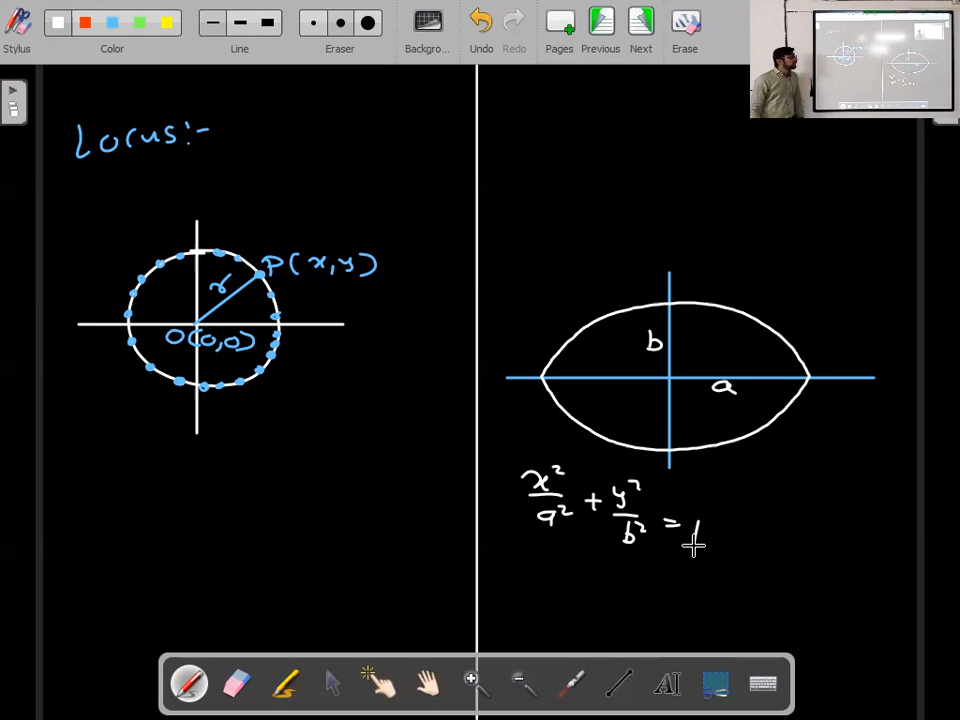 Stylus
Color
Line
Eraser
Backgro...
Undo
Redo
Pages
Previous
Next
Erase
Locus:-
P(x,y)
r
O(0,0)
b
a
x²/a² + y²/b² = 1
AI